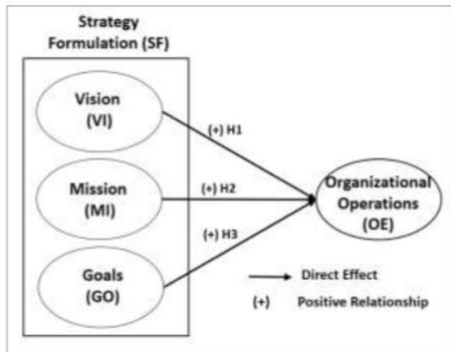 Strategy
Formulation (SF)
Vision
(VI)
(+) H1
Mission
(MI)
(+) H2
Organizational
Operations
(OE)
(+) H3
Goals
(GO)
Direct Effect
(+) Positive Relationship